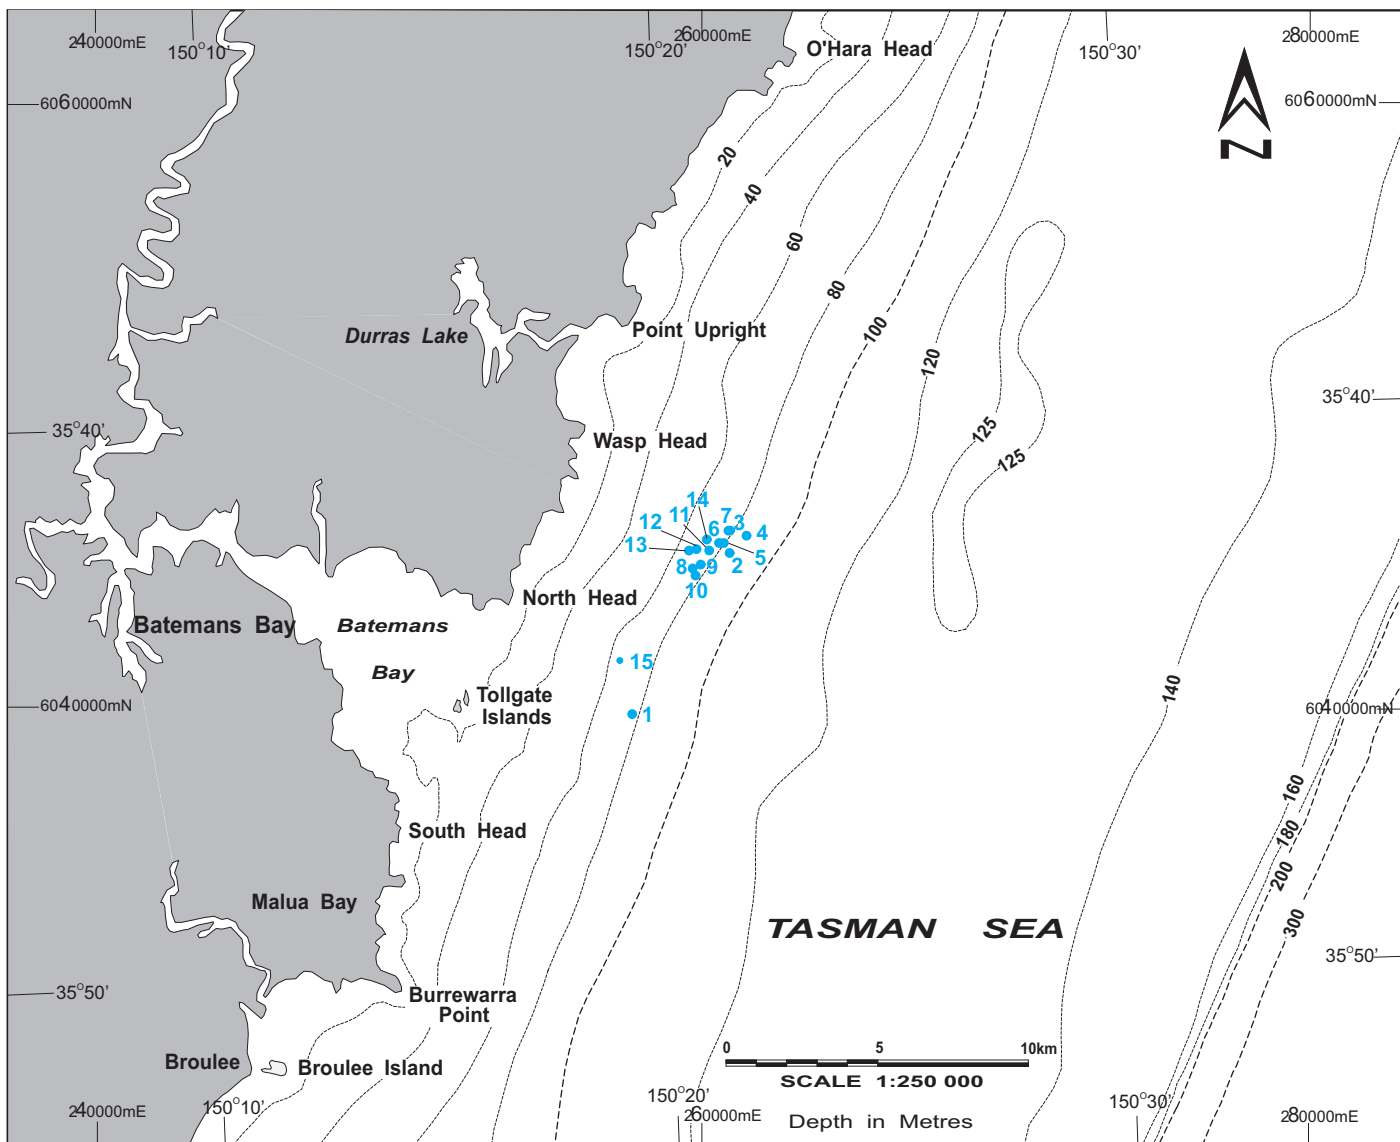 240000mE
150°10'
150°20'
260000mE
150°30'
280000mE
O'Hara Head
6060000mN
6060000mN
N
20
40
60
80
100
120
Durras Lake
Point Upright
35°40'
35°40'
Wasp Head
125
125
14
12
11
6
7
3
4
13
5
8
9
2
10
North Head
Batemans Bay
Batemans
Bay
15
1
Tollgate
Islands
6040000mN
6040000mN
140
160
180
200
300
South Head
Malua Bay
TASMAN SEA
35°50'
35°50'
Burrewarra
Point
Broulee
Broulee Island
0
5
10km
SCALE 1:250 000
Depth in Metres
240000mE
150°10'
150°20'
260000mE
150°30'
280000mE